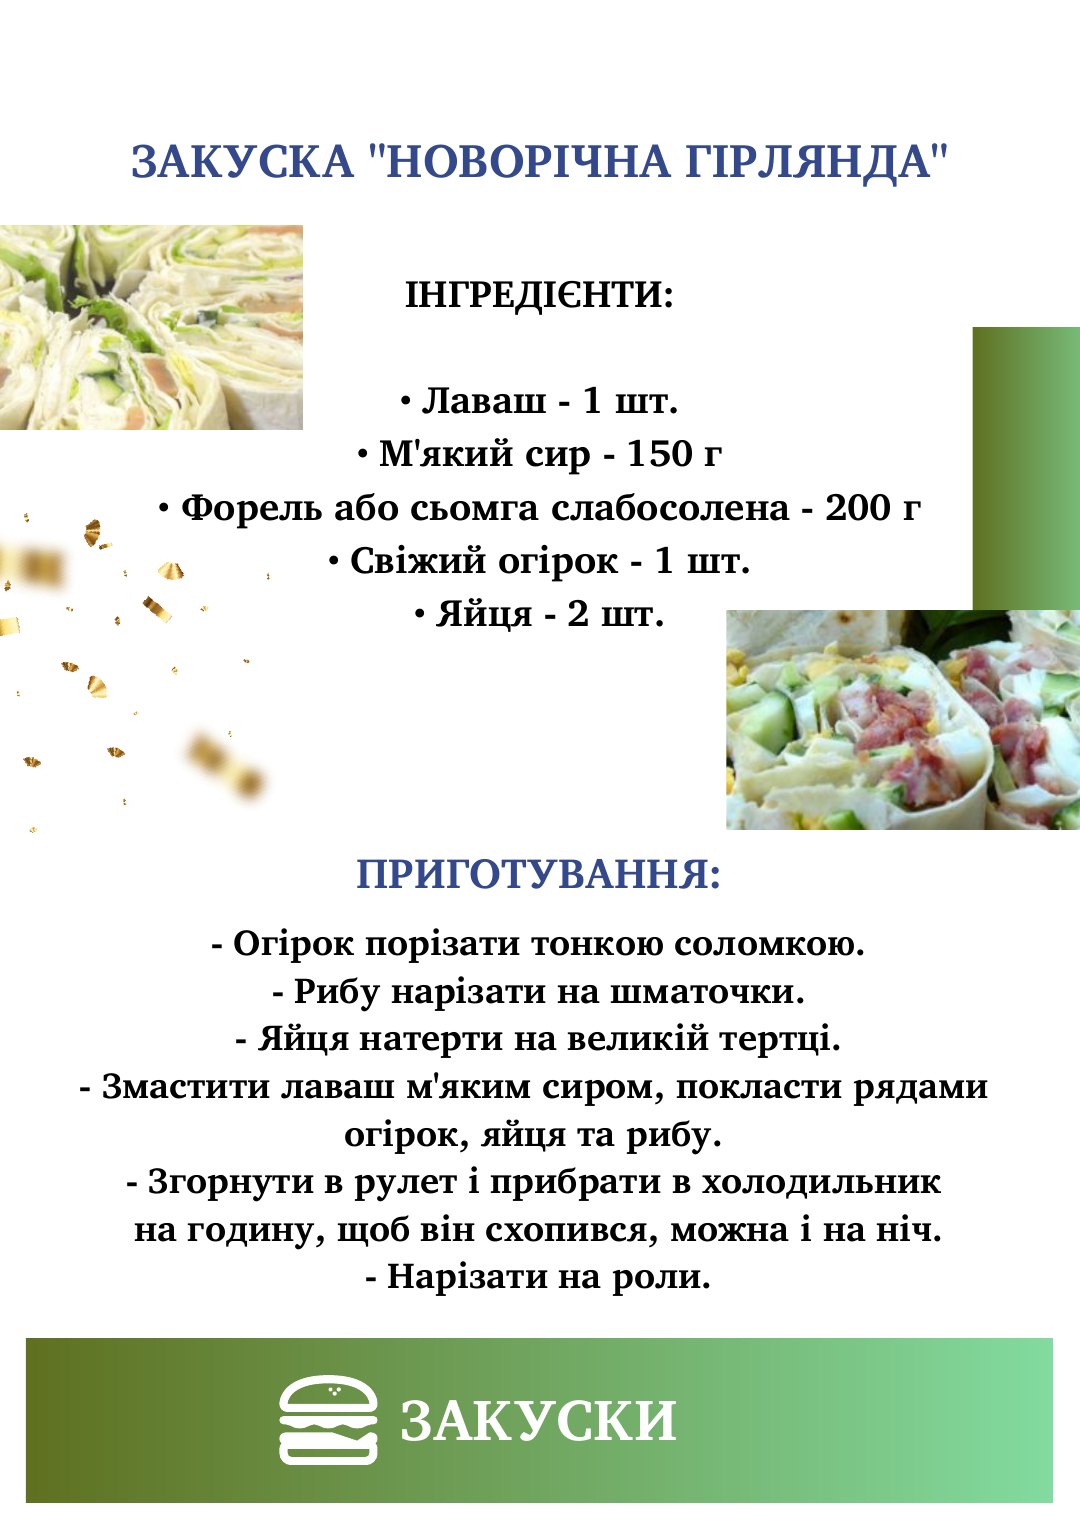 ЗАКУСКА "НОВОРІЧНА ГІРЛЯНДА"
ІНГРЕДІЄНТИ:
• Лаваш - 1 шт.
• М'який сир - 150 г
• Форель або сьомга слабосолена - 200 г
• Свіжий огірок - 1 шт.
• Яйця - 2 шт.
ПРИГОТУВАННЯ:
- Огірок порізати тонкою соломкою.
- Рибу нарізати на шматочки.
- Яйця натерти на великій тертці.
- Змастити лаваш м'яким сиром, покласти рядами
огірок, яйця та рибу.
- Згорнути в рулет і прибрати в холодильник
на годину, щоб він схопився, можна і на ніч.
- Нарізати на роли.
ЗАКУСКИ